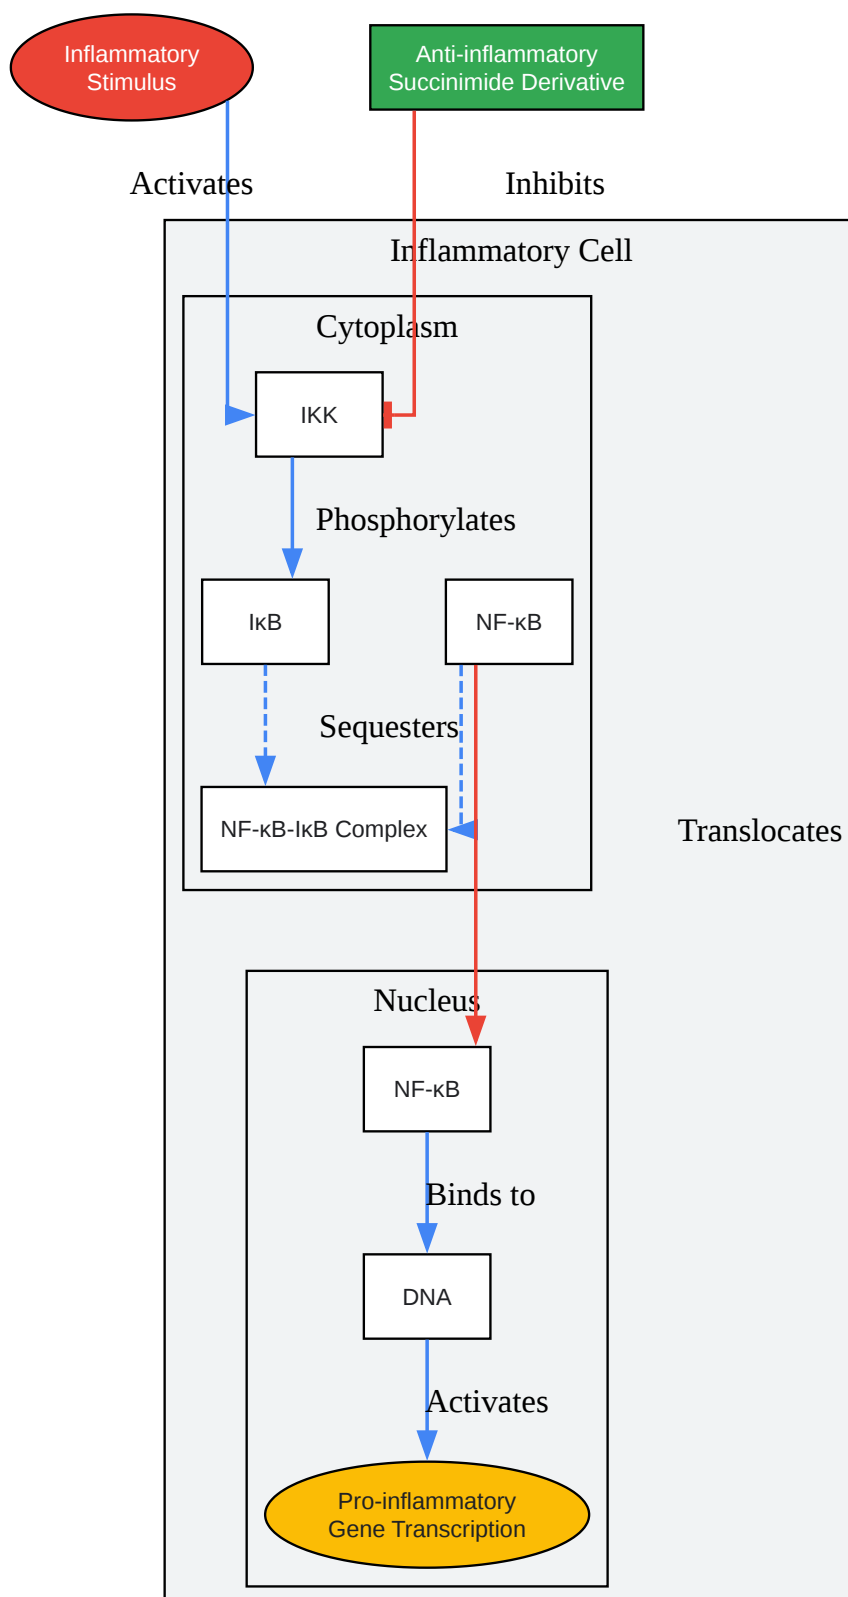 Inflammatory
Stimulus
Anti-inflammatory
Succinimide Derivative
Activates
Inhibits
Inflammatory Cell
Cytoplasm
IKK
Phosphorylates
IκB
NF-κB
Sequesters
NF-κB-IκB Complex
Translocates
Nucleus
NF-κB
Binds to
DNA
Activates
Pro-inflammatory
Gene Transcription